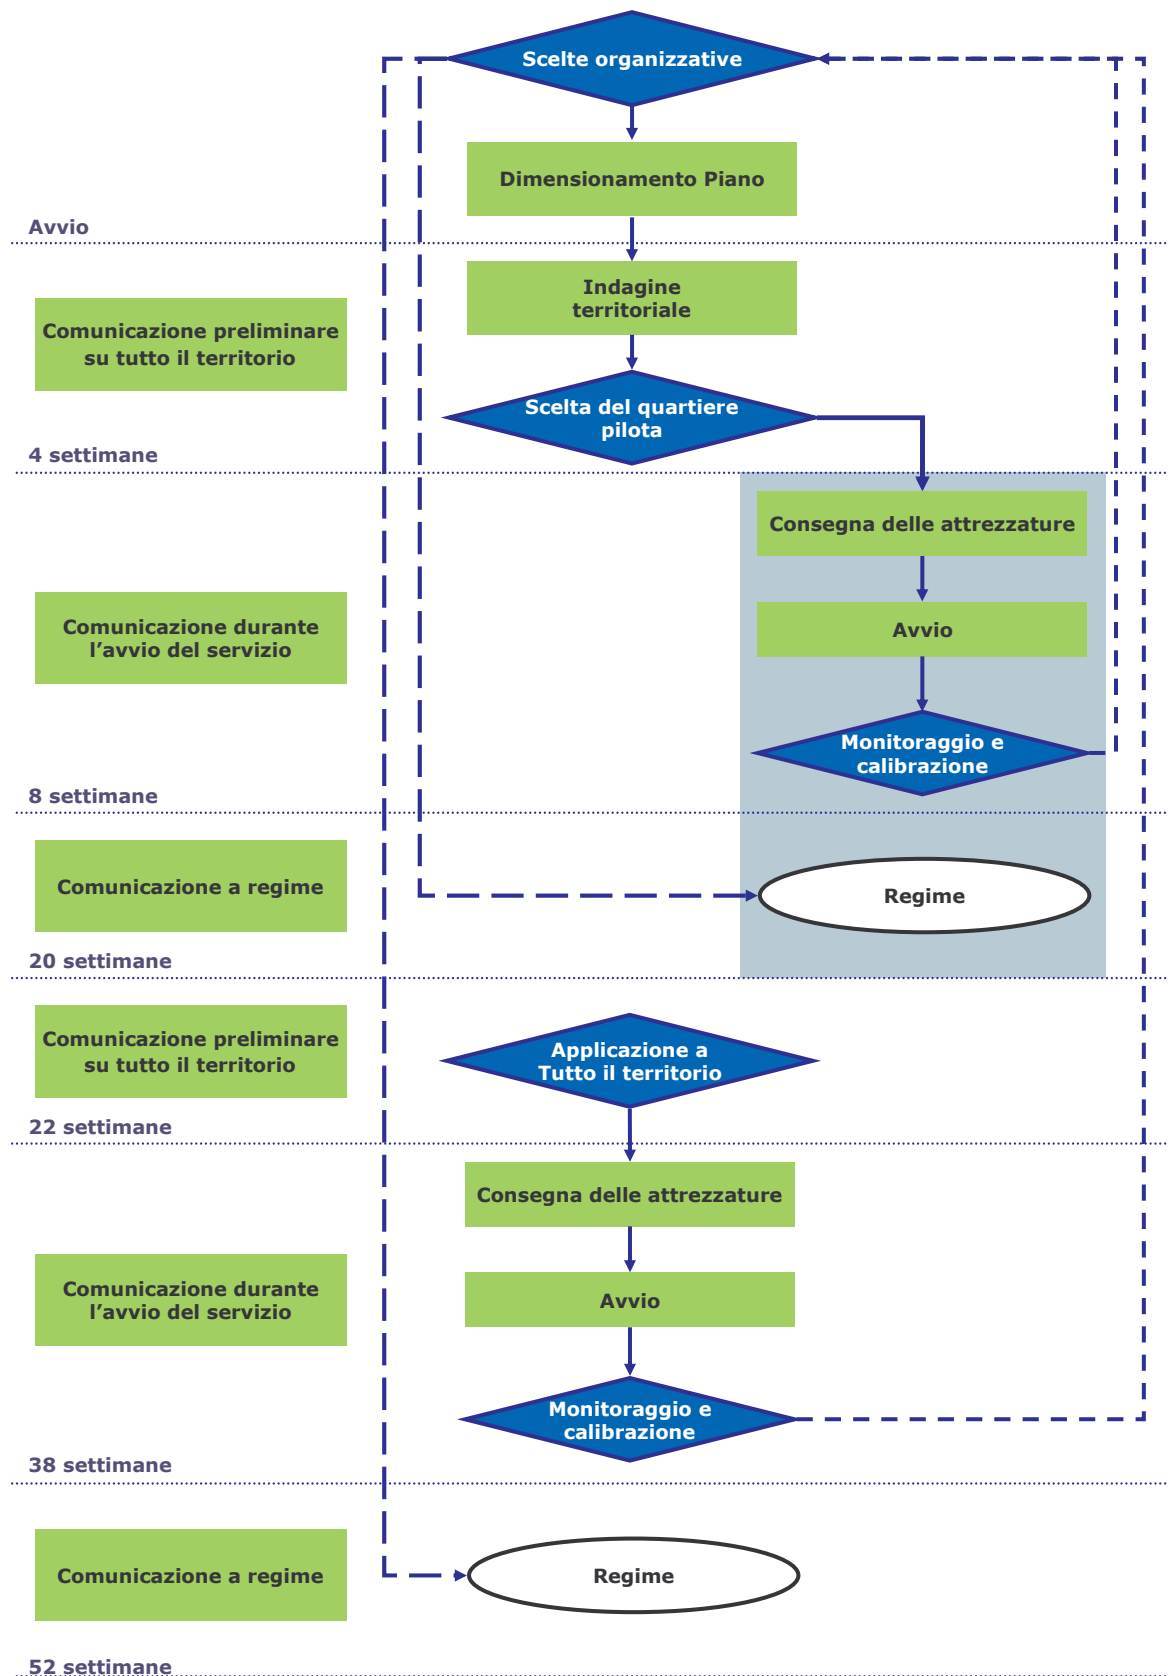 Scelte organizzative
Dimensionamento Piano
Avvio
Indagine
territoriale
Comunicazione preliminare
su tutto il territorio
Scelta del quartiere
pilota
4 settimane
Consegna delle attrezzature
Comunicazione durante
l’avvio del servizio
Avvio
Monitoraggio e
calibrazione
8 settimane
Comunicazione a regime
Regime
20 settimane
Comunicazione preliminare
su tutto il territorio
Applicazione a
Tutto il territorio
22 settimane
Consegna delle attrezzature
Comunicazione durante
l’avvio del servizio
Avvio
Monitoraggio e
calibrazione
38 settimane
Comunicazione a regime
Regime
52 settimane